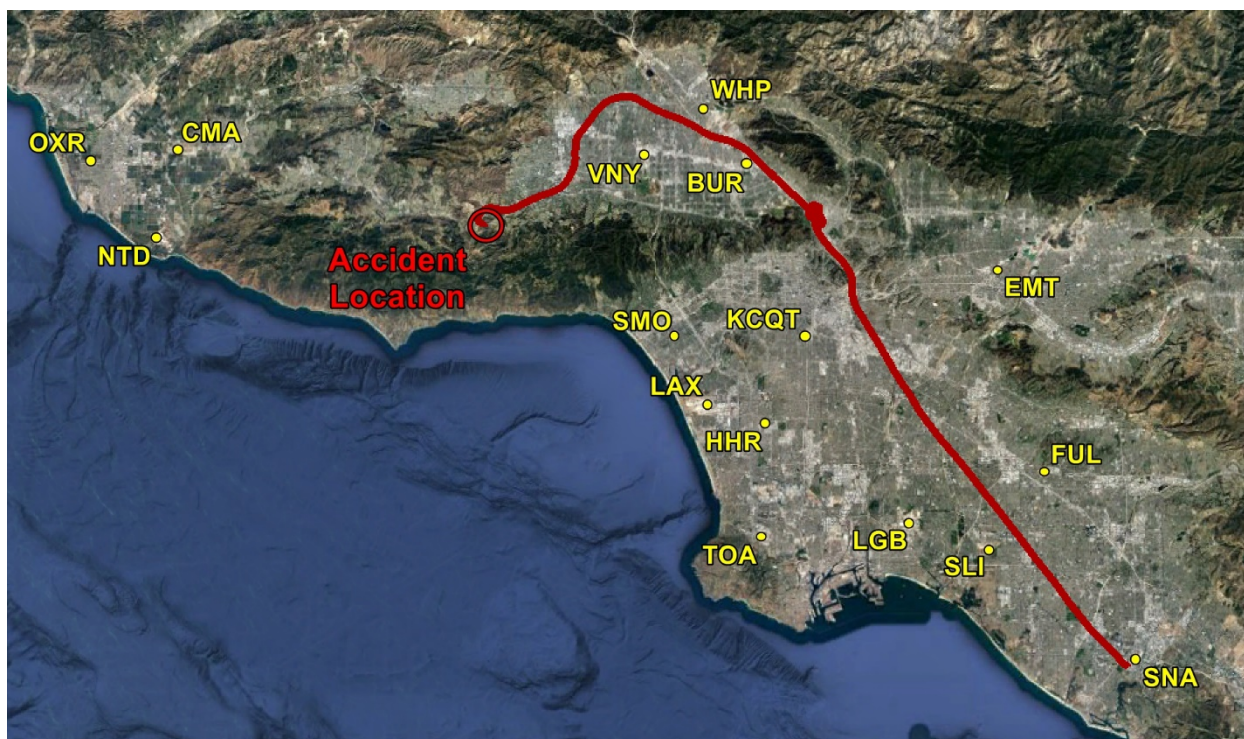 WHP
OXR
CMA
VNY
BUR
NTD
Accident
Location
EMT
SMO
KCQT
LAX
HHR
FUL
TOA
LGB
SLI
SNA